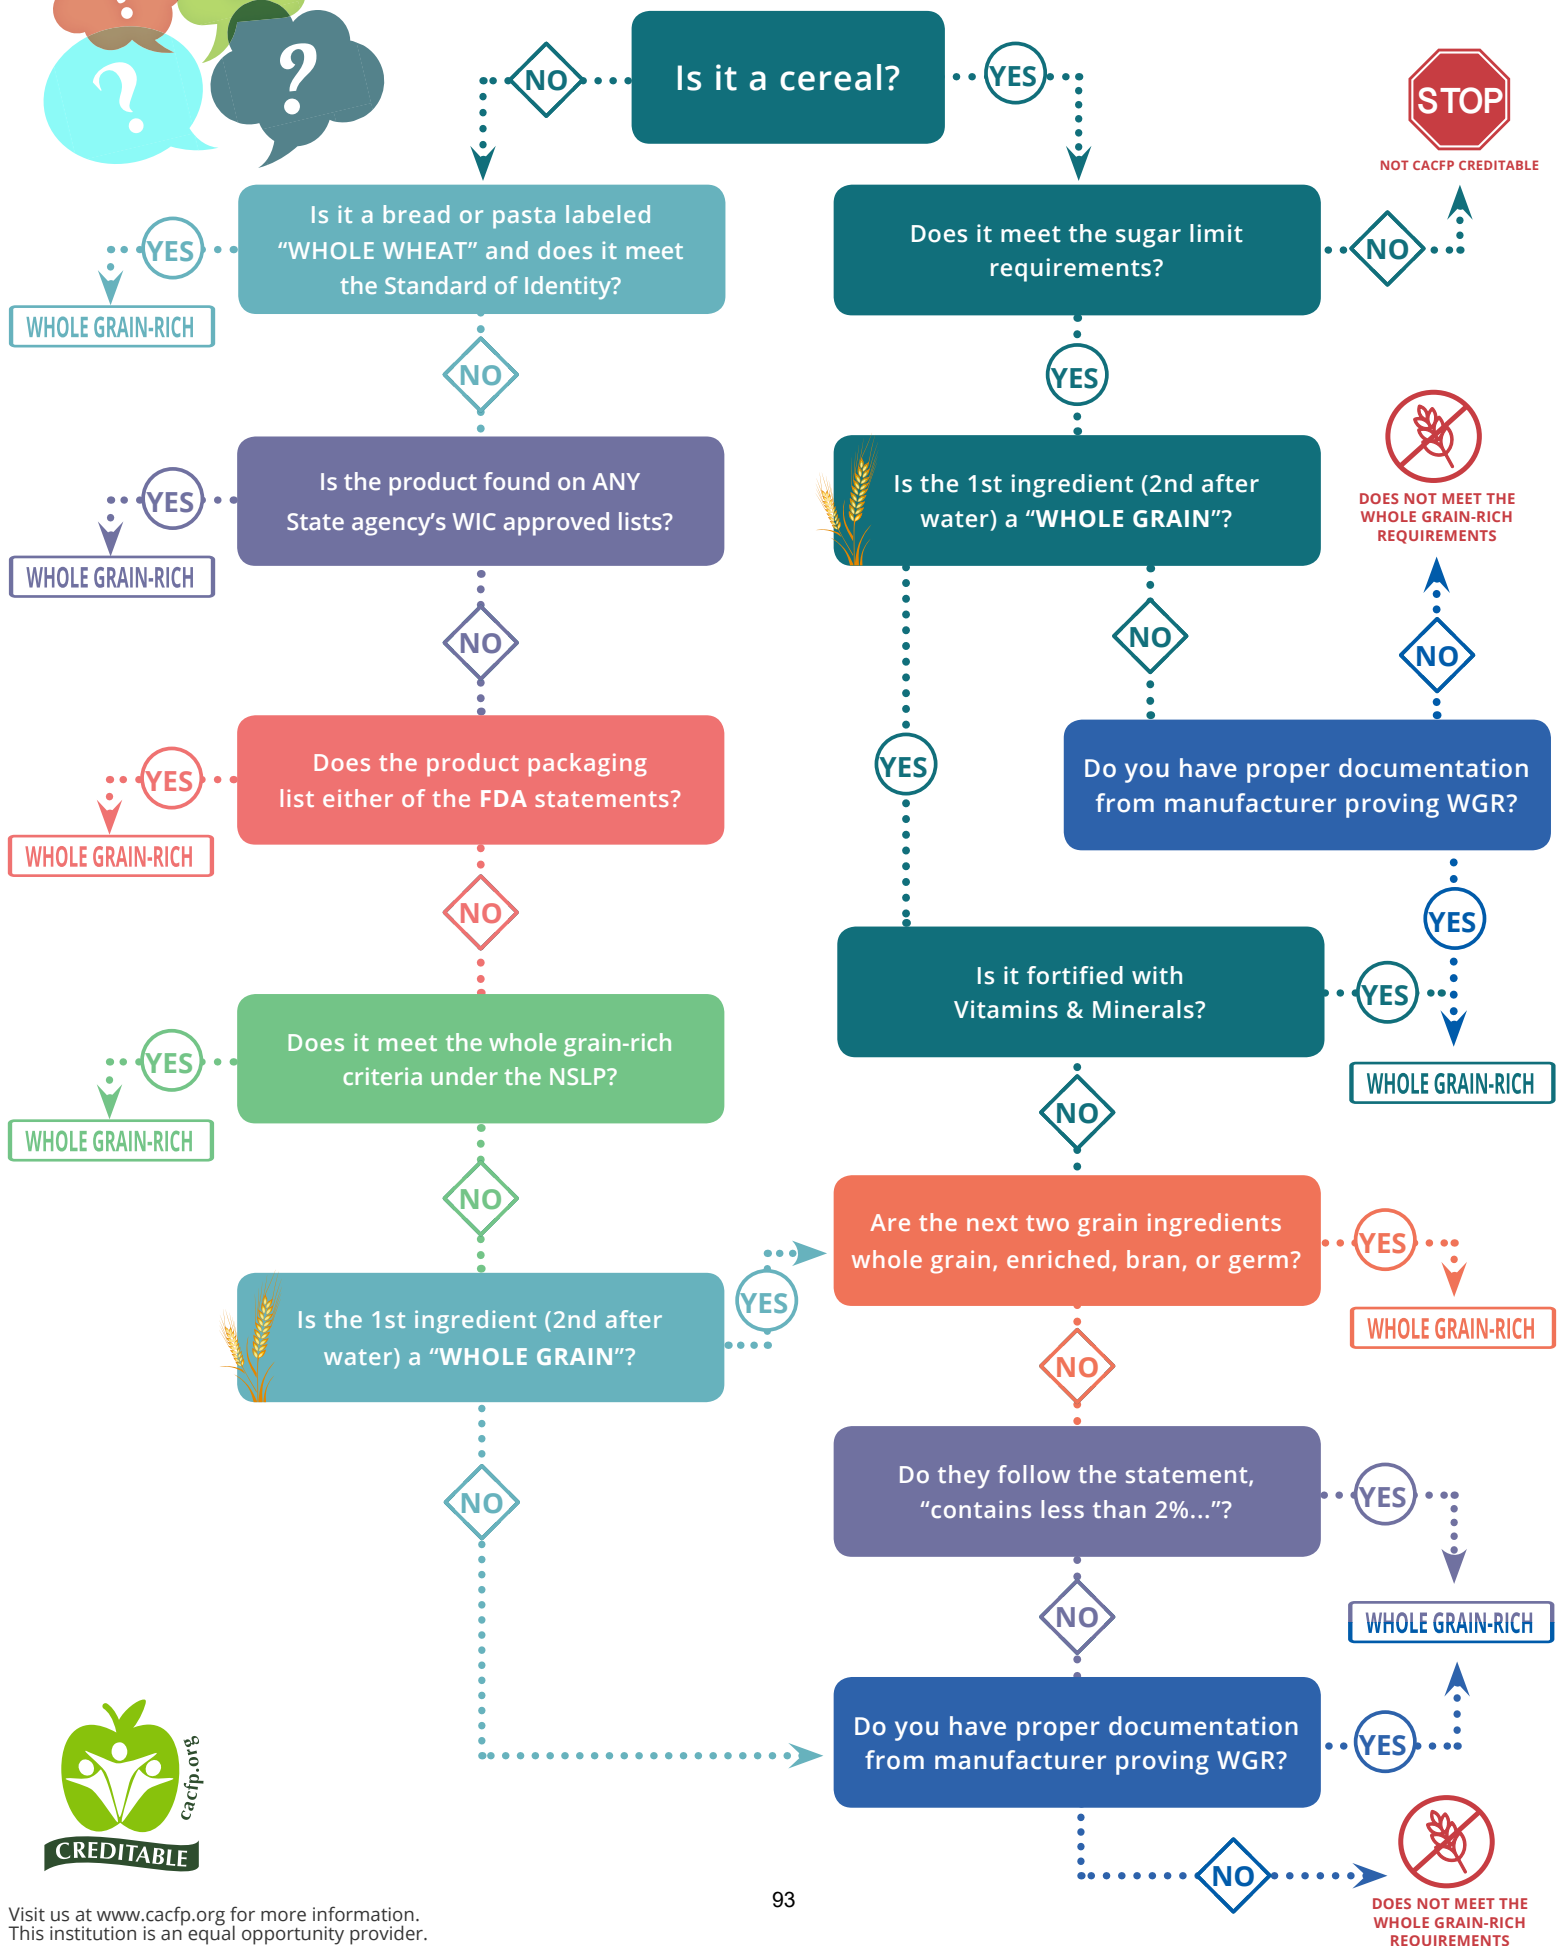 ?
?
?
Is it a cereal?
NO
YES
STOP
NOT CACFP CREDITABLE
Is it a bread or pasta labeled
“WHOLE WHEAT” and does it meet
the Standard of Identity?
YES
WHOLE GRAIN-RICH
NO
Does it meet the sugar limit
requirements?
NO
YES
Is the product found on ANY
State agency’s WIC approved lists?
YES
WHOLE GRAIN-RICH
NO
Is the 1st ingredient (2nd after
water) a “WHOLE GRAIN”?
DOES NOT MEET THE
WHOLE GRAIN-RICH
REQUIREMENTS
NO
NO
YES
Does the product packaging
list either of the FDA statements?
YES
WHOLE GRAIN-RICH
NO
Do you have proper documentation
from manufacturer proving WGR?
YES
Is it fortified with
Vitamins & Minerals?
YES
WHOLE GRAIN-RICH
NO
Does it meet the whole grain-rich
criteria under the NSLP?
YES
WHOLE GRAIN-RICH
NO
Are the next two grain ingredients
whole grain, enriched, bran, or germ?
YES
WHOLE GRAIN-RICH
NO
Is the 1st ingredient (2nd after
water) a “WHOLE GRAIN”?
YES
NO
Do they follow the statement,
“contains less than 2%...”?
YES
WHOLE GRAIN-RICH
NO
Do you have proper documentation
from manufacturer proving WGR?
YES
NO
DOES NOT MEET THE
WHOLE GRAIN-RICH
REQUIREMENTS
cacfp.org
CREDITABLE
93
Visit us at www.cacfp.org for more information.
This institution is an equal opportunity provider.